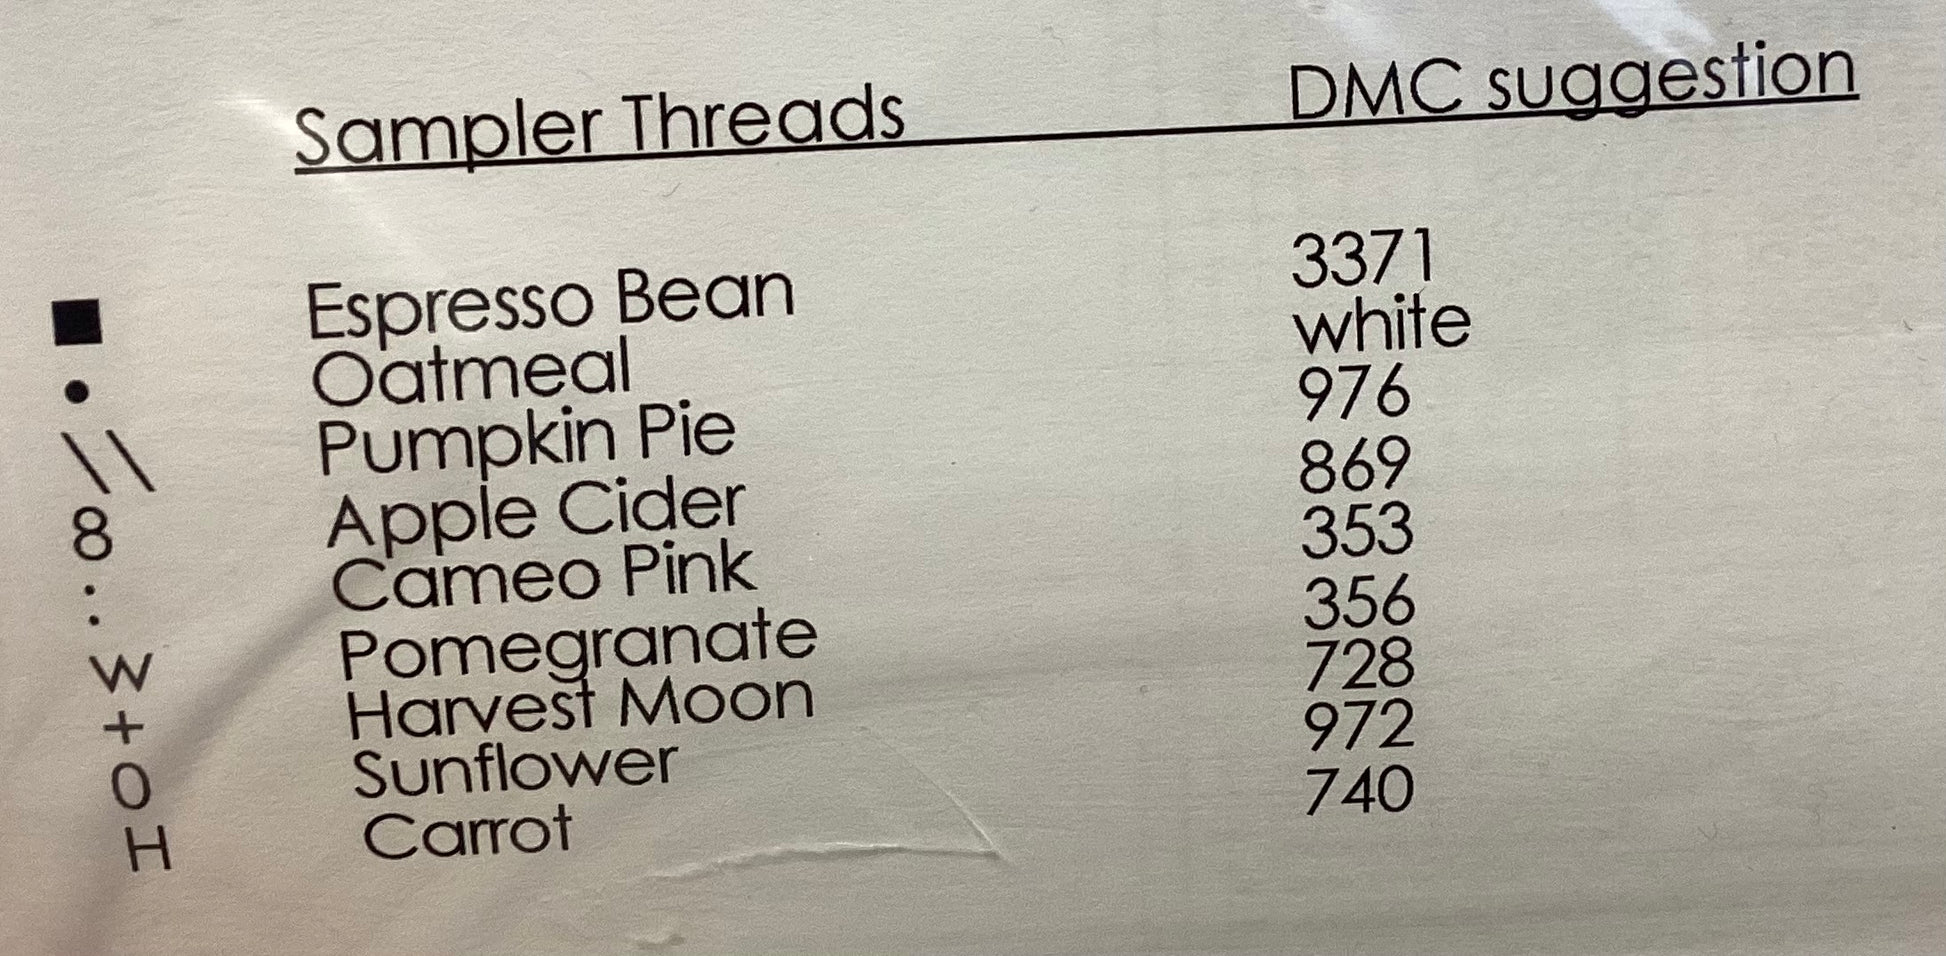 Sampler Threads DMC suggestion
■ Espresso Bean 3371
• Oatmeal white
\\ Pumpkin Pie 976
8 Apple Cider 869
: Cameo Pink 353
W Pomegranate 356
+ Harvest Moon 728
0 Sunflower 972
H Carrot 740